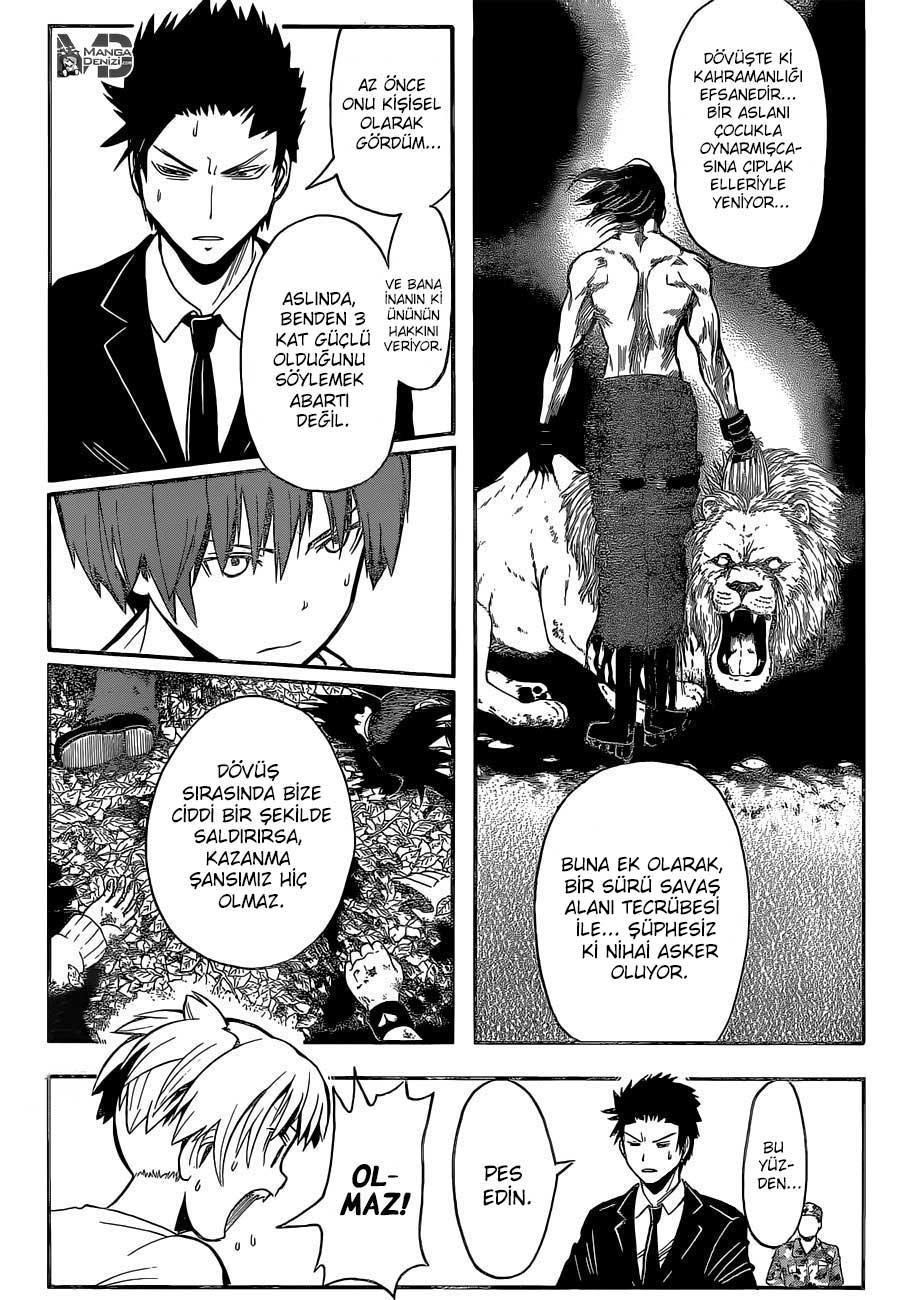 MANGA
DENİZİ
DÖVÜŞTE Kİ
KAHRAMANLIĞI
EFSANEDİR...
BİR ASLANI
ÇOCUKLA
OYNARMIŞCA-
SINA ÇIPLAK
ELLERİYLE
YENİYOR...
BUNA EK OLARAK,
BİR SÜRÜ SAVAŞ
ALANI TECRÜBESİ
İLE... ŞÜPHESİZ
Kİ NİHAİ ASKER
OLUYOR.
AZ ÖNCE
ONU KİŞİSEL
OLARAK
GÖRDÜM...
VE BANA
İNANIN Kİ
ÜNÜNÜN
HAKKINI
VERİYOR.
ASLINDA,
BENDEN 3
KAT GÜÇLÜ
OLDUĞUNU
SÖYLEMEK
ABARTI
DEĞİL.
DÖVÜŞ
SIRASINDA BİZE
CİDDİ BİR ŞEKİLDE
SALDIRIRSA,
KAZANMA
ŞANSIMIZ HİÇ
OLMAZ.
BU
YÜZ-
DEN...
PES
EDİN.
OL-
MAZ!